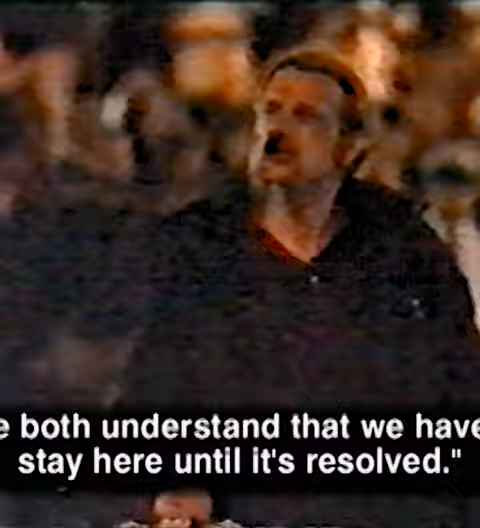 e both understand that we have
stay here until it's resolved."